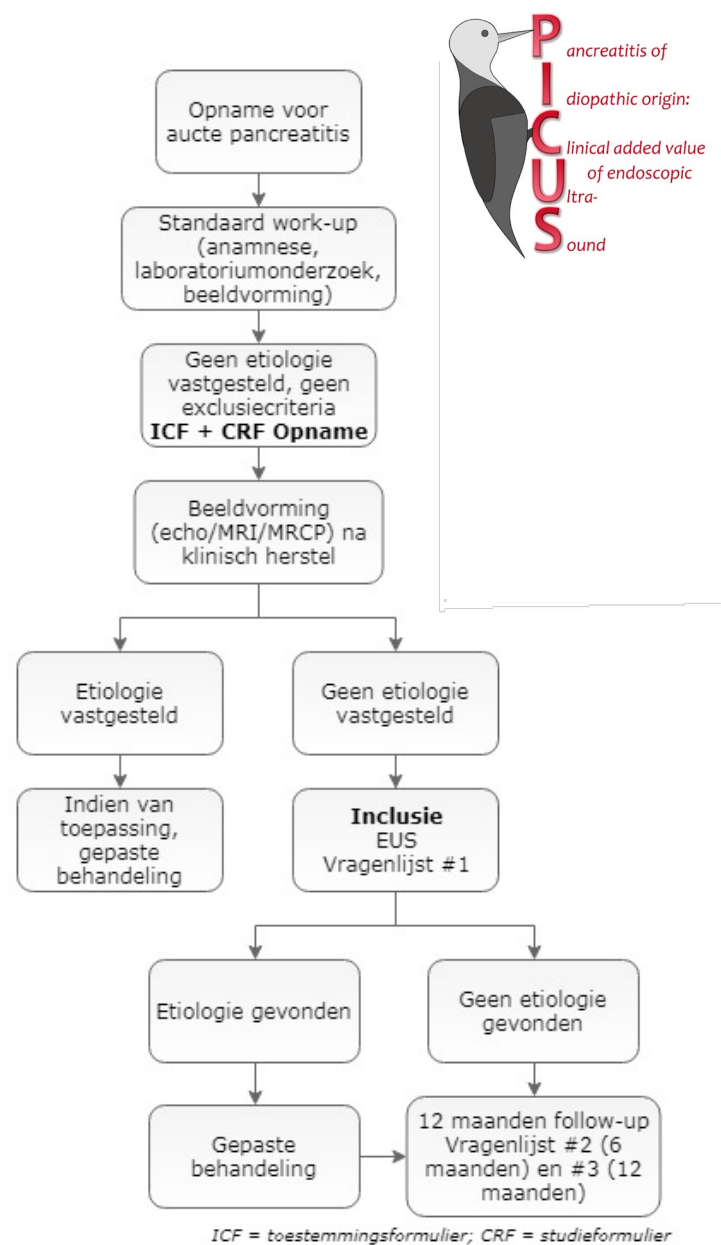 P ancreatitis of
I diopathic origin:
C linical added value
of endoscopic
U ltra-
S ound
Opname voor
aucte pancreatitis
Standaard work-up
(anamnese,
laboratoriumonderzoek,
beeldvorming)
Geen etiologie
vastgesteld, geen
exclusiecriteria
ICF + CRF Opname
Beeldvorming
(echo/MRI/MRCP) na
klinisch herstel
Etiologie
vastgesteld
Geen etiologie
vastgesteld
Indien van
toepassing,
gepaste
behandeling
Inclusie
EUS
Vragenlijst #1
Etiologie gevonden
Geen etiologie
gevonden
Gepaste
behandeling
12 maanden follow-up
Vragenlijst #2 (6
maanden) en #3 (12
maanden)
ICF = toestemmingsformulier; CRF = studieformulier